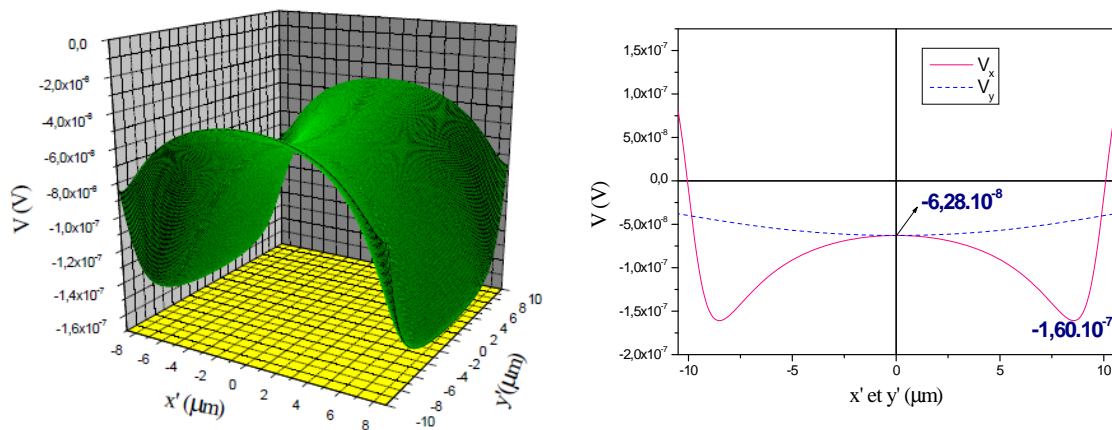 0,0
-2,0x10⁻⁸
-4,0x10⁻⁸
-6,0x10⁻⁸
-8,0x10⁻⁸
-1,0x10⁻⁷
-1,2x10⁻⁷
-1,4x10⁻⁷
-1,6x10⁻⁷
V (V)
-8 -6 -4 -2 0 2 4 6 8
x' (μm)
-10 -8 -6 -4 -2 0 2 4 6 8 10
y' (μm)
1,5x10⁻⁷
1,0x10⁻⁷
5,0x10⁻⁸
0,0
-5,0x10⁻⁸
-1,0x10⁻⁷
-1,5x10⁻⁷
-2,0x10⁻⁷
V (V)
Vₓ
V_y
-6,28.10⁻⁸
-1,60.10⁻⁷
-10 -5 0 5 10
x' et y' (μm)